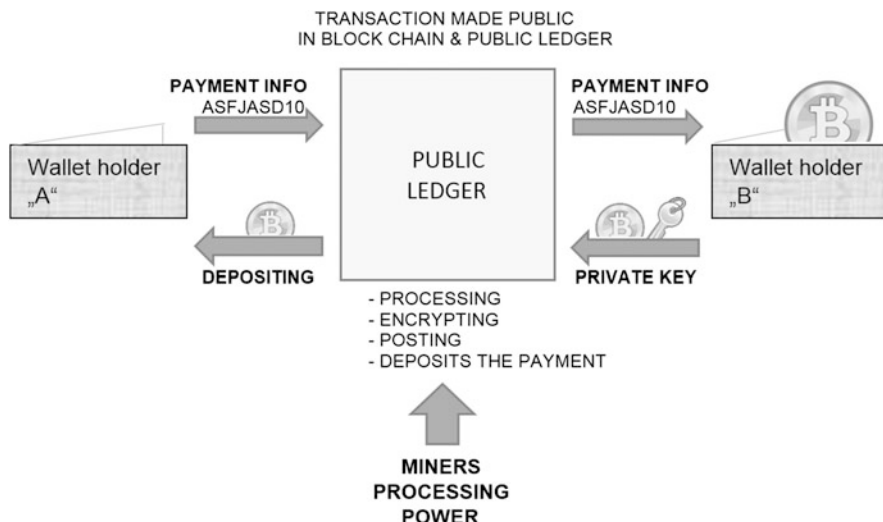 TRANSACTION MADE PUBLIC
IN BLOCK CHAIN & PUBLIC LEDGER
PAYMENT INFO
ASFJASD10
PAYMENT INFO
ASFJASD10
Wallet holder
„A“
PUBLIC
LEDGER
Wallet holder
„B“
DEPOSITING
PRIVATE KEY
- PROCESSING
- ENCRYPTING
- POSTING
- DEPOSITS THE PAYMENT
MINERS
PROCESSING
POWER